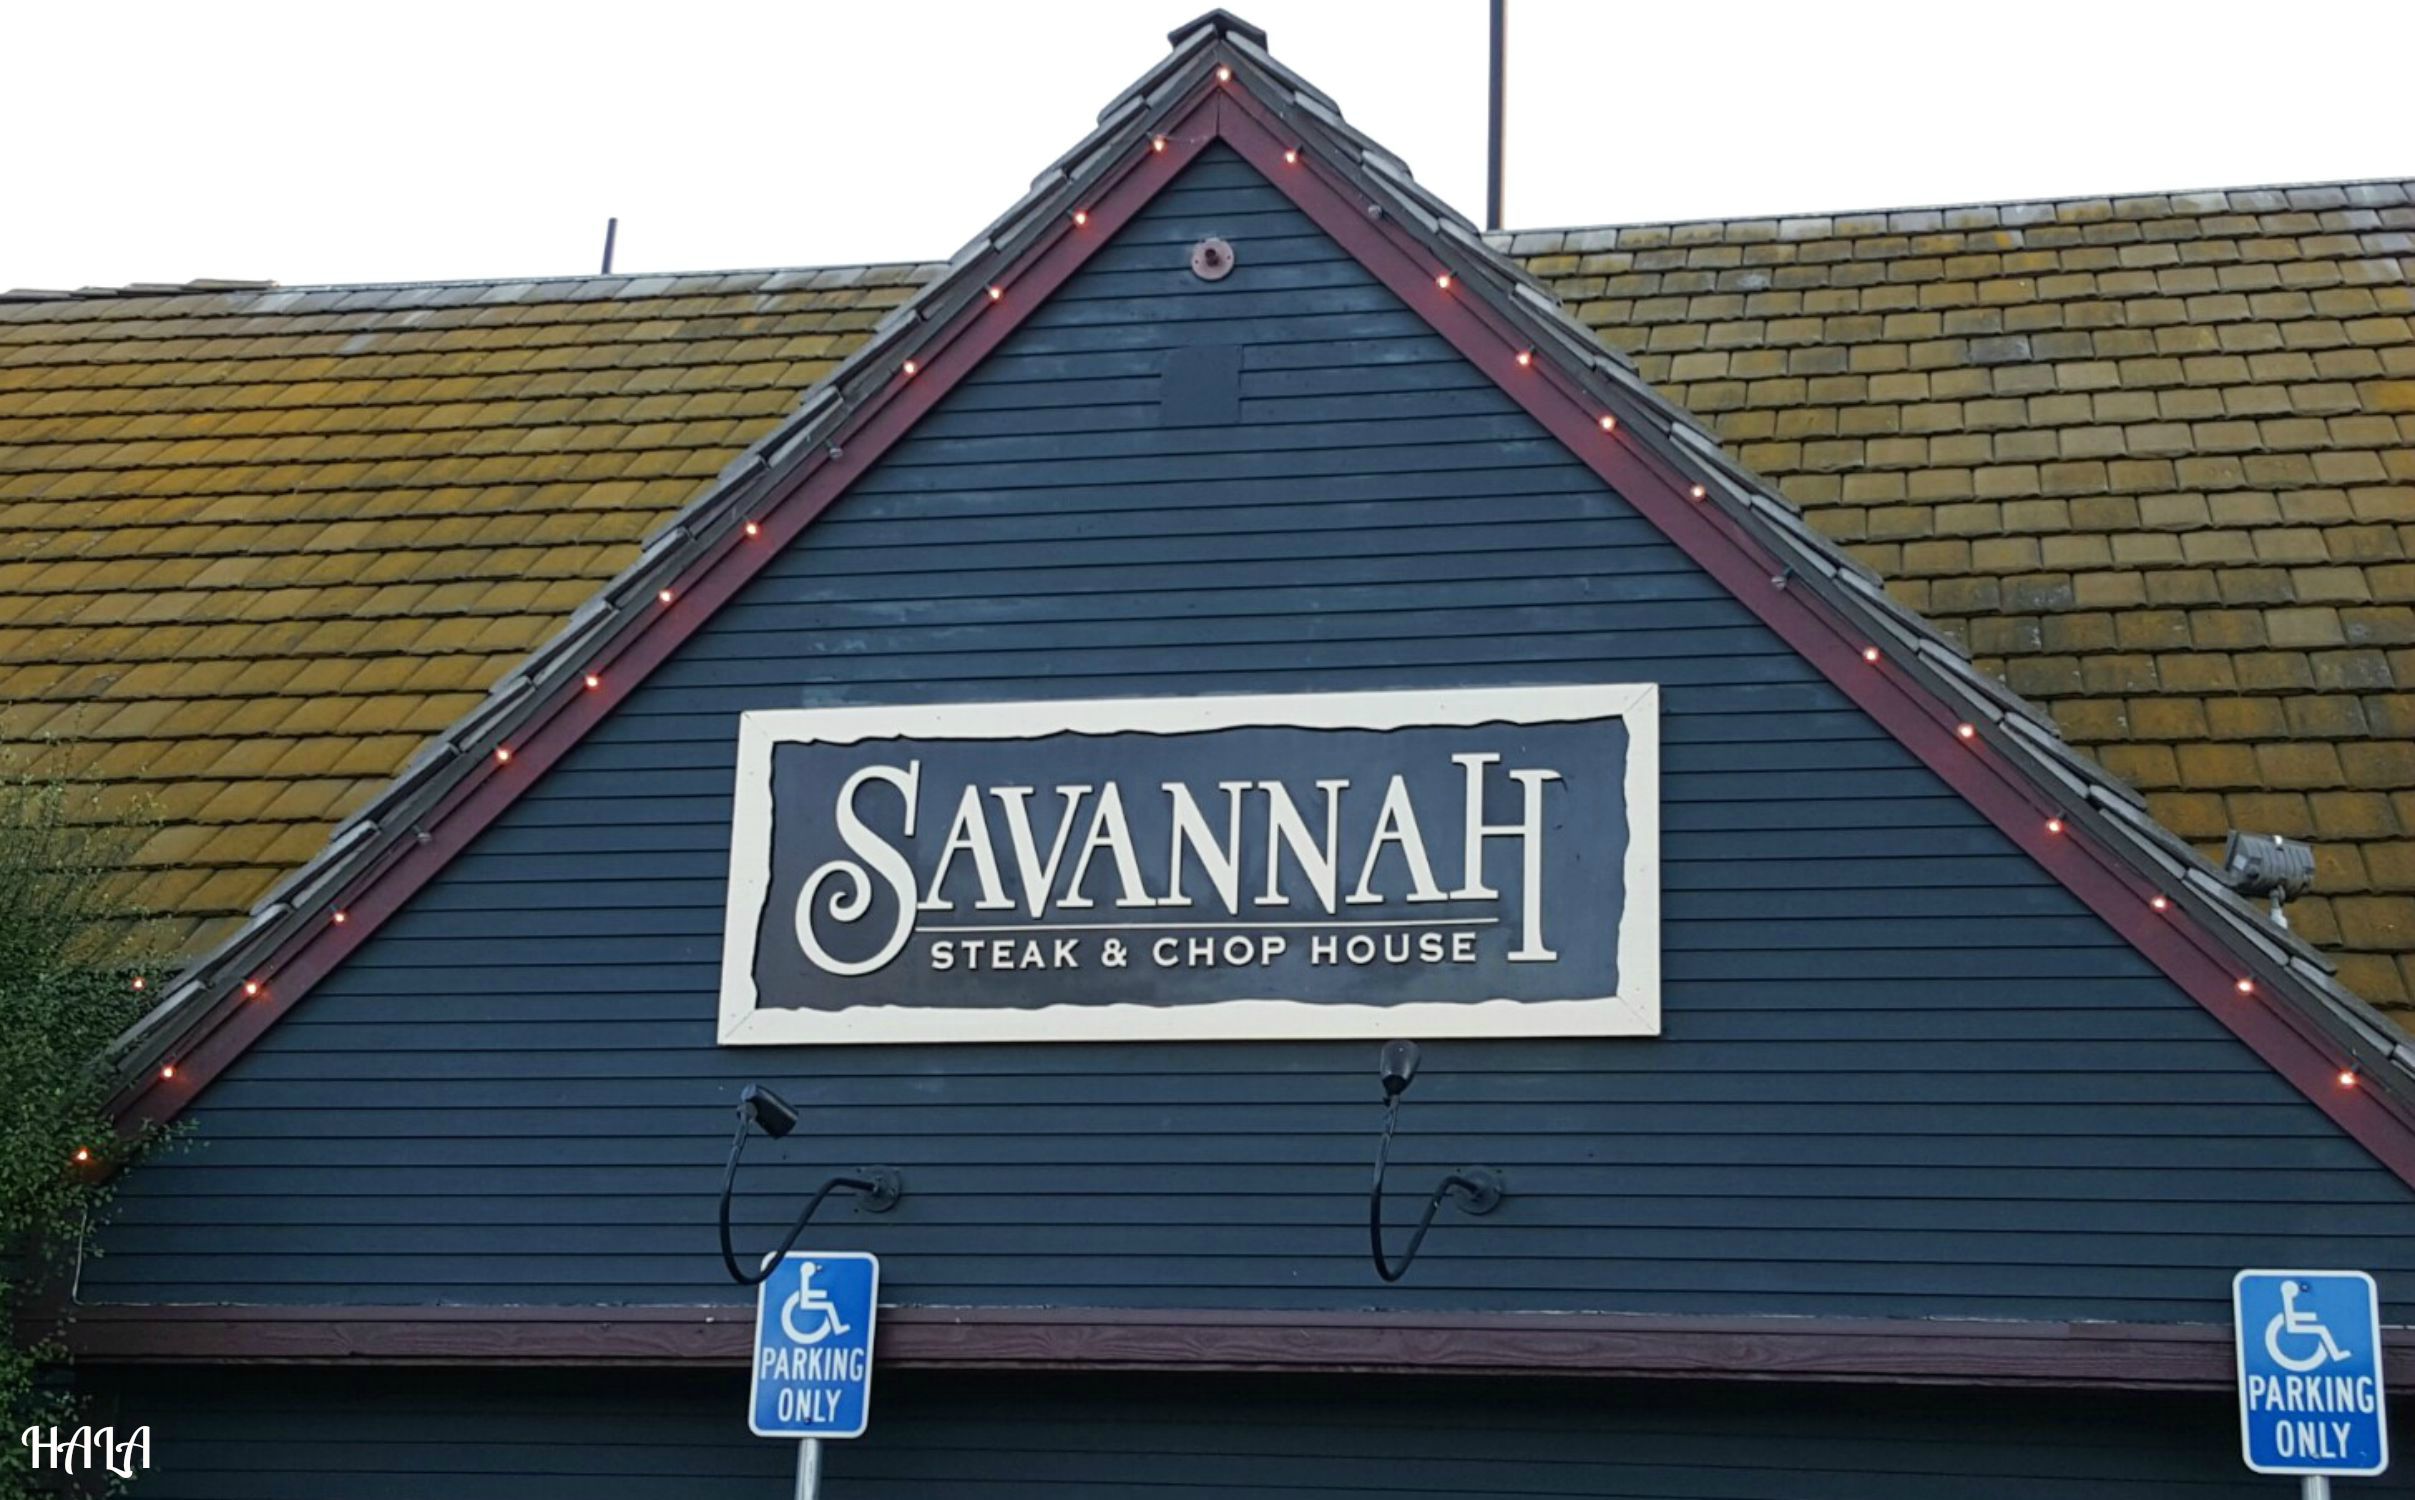 SAVANNAH
STEAK & CHOP HOUSE
PARKING
ONLY
PARKING
ONLY
HALA